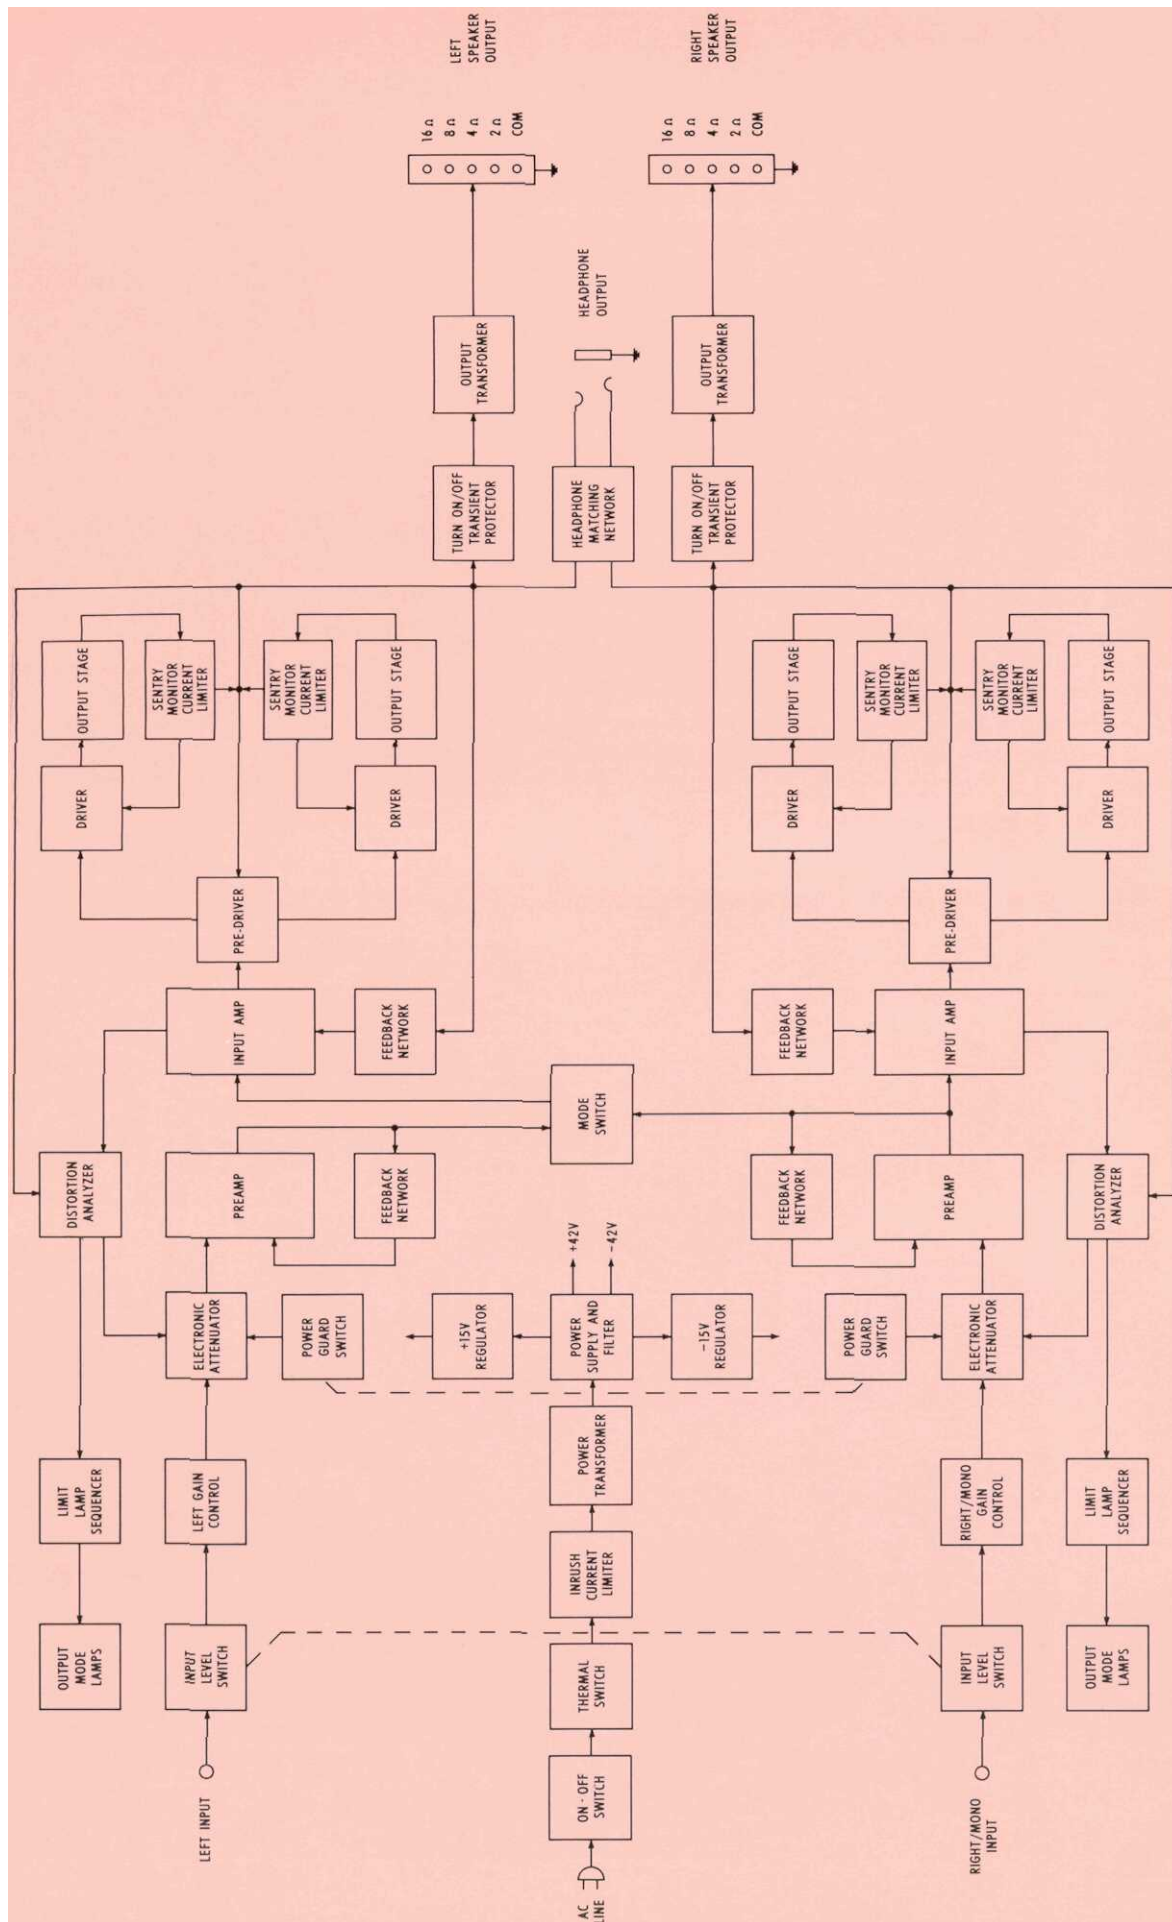 OUTPUT
MODE
LAMPS
LIMIT
LAMP
SEQUENCER
DISTORTION
ANALYZER
DRIVER
OUTPUT STAGE
SENTRY
MONITOR
CURRENT
LIMITER
LEFT INPUT
INPUT
LEVEL
SWITCH
LEFT GAIN
CONTROL
ELECTRONIC
ATTENUATOR
PREAMP
INPUT AMP
PRE-DRIVER
SENTRY
MONITOR
CURRENT
LIMITER
POWER
GUARD
SWITCH
FEEDBACK
NETWORK
FEEDBACK
NETWORK
DRIVER
OUTPUT STAGE
+15V
REGULATOR
TURN ON/OFF
TRANSIENT
PROTECTOR
OUTPUT
TRANSFORMER
16 Ω
8 Ω
4 Ω
2 Ω
COM
LEFT
SPEAKER
OUTPUT
AC
LINE
ON - OFF
SWITCH
THERMAL
SWITCH
INRUSH
CURRENT
LIMITER
POWER
TRANSFORMER
POWER
SUPPLY AND
FILTER
+42V
-42V
MODE
SWITCH
HEADPHONE
MATCHING
NETWORK
HEADPHONE
OUTPUT
-15V
REGULATOR
TURN ON/OFF
TRANSIENT
PROTECTOR
OUTPUT
TRANSFORMER
16 Ω
8 Ω
4 Ω
2 Ω
COM
RIGHT
SPEAKER
OUTPUT
POWER
GUARD
SWITCH
FEEDBACK
NETWORK
FEEDBACK
NETWORK
DRIVER
OUTPUT STAGE
SENTRY
MONITOR
CURRENT
LIMITER
RIGHT/MONO
INPUT
INPUT
LEVEL
SWITCH
RIGHT/MONO
GAIN
CONTROL
ELECTRONIC
ATTENUATOR
PREAMP
INPUT AMP
PRE-DRIVER
SENTRY
MONITOR
CURRENT
LIMITER
OUTPUT
MODE
LAMPS
LIMIT
LAMP
SEQUENCER
DISTORTION
ANALYZER
DRIVER
OUTPUT STAGE